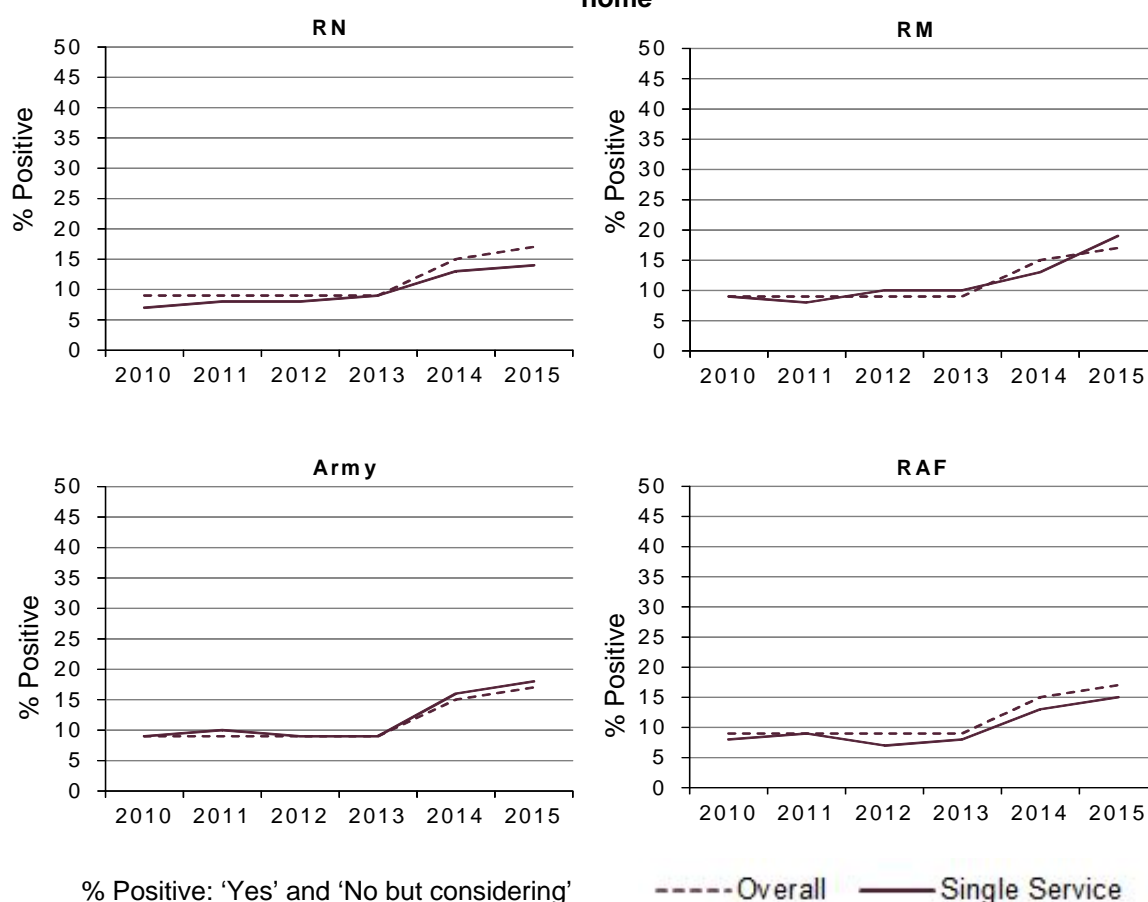 home
RN
50
45
40
35
30
25
20
15
10
5
0
% Positive
2010 2011 2012 2013 2014 2015
RM
50
45
40
35
30
25
20
15
10
5
0
% Positive
2010 2011 2012 2013 2014 2015
Army
50
45
40
35
30
25
20
15
10
5
0
% Positive
2010 2011 2012 2013 2014 2015
RAF
50
45
40
35
30
25
20
15
10
5
0
% Positive
2010 2011 2012 2013 2014 2015
% Positive: ‘Yes’ and ‘No but considering’
Overall Single Service